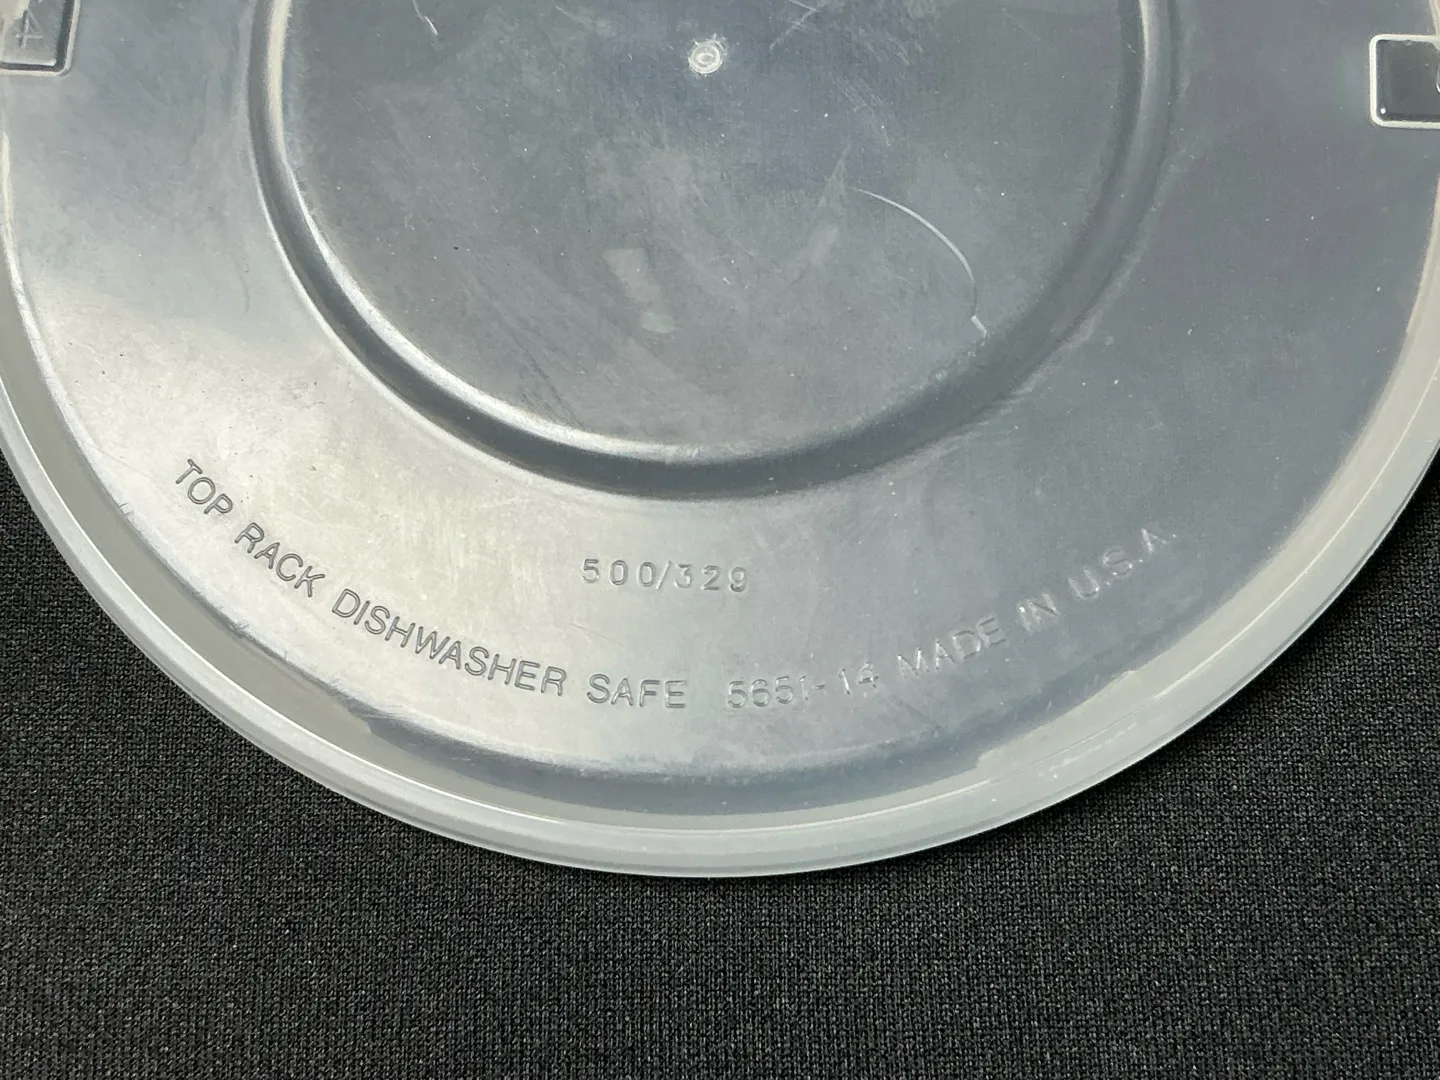 500/329
TOP RACK DISHWASHER SAFE 5651-14 MADE IN U.S.A.